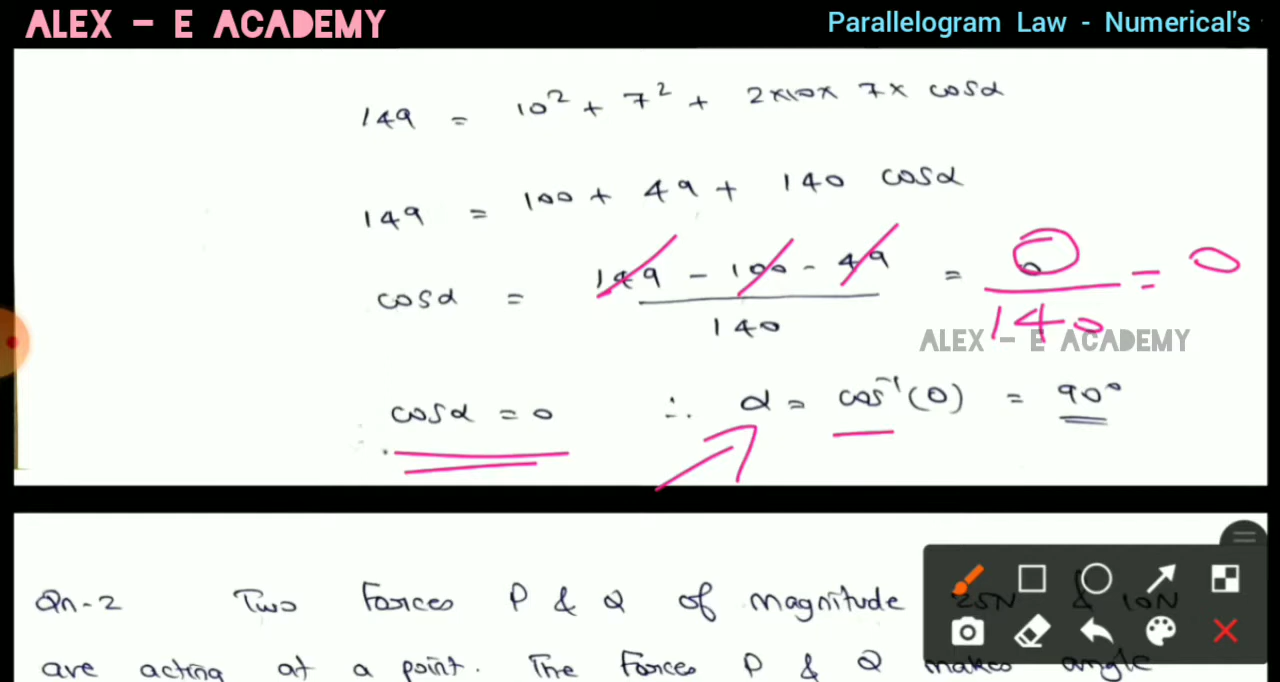 ALEX - E ACADEMY
Parallelogram Law - Numerical's
149 = 10² + 7² + 2×10× 7× cosα
149 = 100 + 49 + 140 cosα
cosα = 149 - 100 - 49 / 140 = 0 / 140 = 0
ALEX - E ACADEMY
cosα = 0 ∴ α = cos⁻¹(0) = 90°
Qn-2 Two Forces P & Q of magnitude 25N & 10N
are acting at a point. The Forces P & Q makes angle